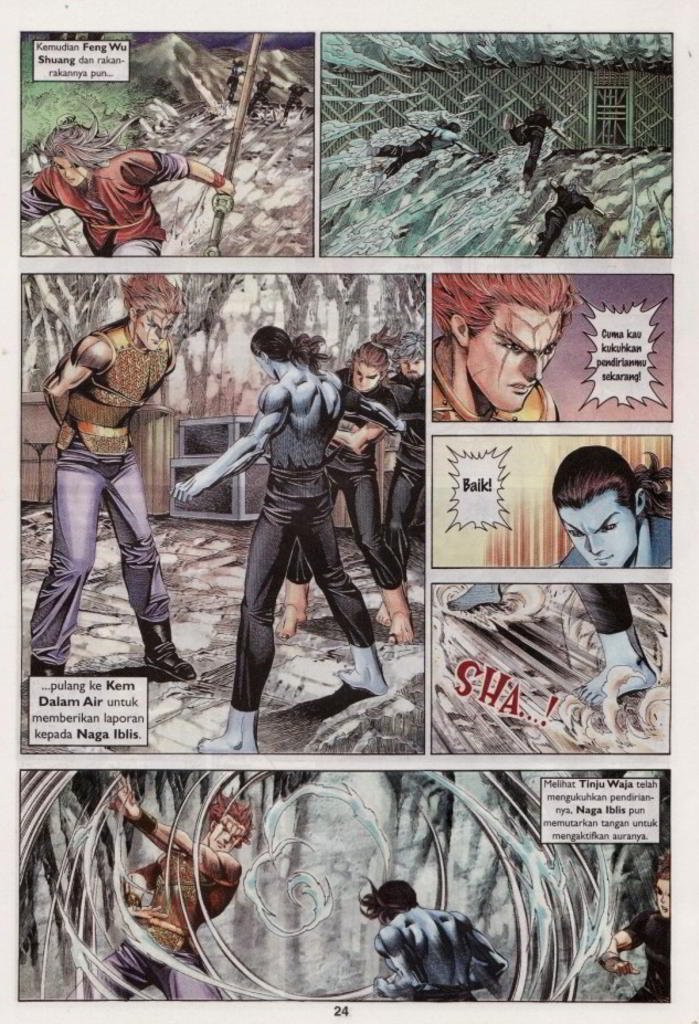 Kemudian Feng Wu
Shuang dan rakan-
rakannya pun...
Cuma kau
kukuhkan
pendirianmu
sekarang!
Baik!
...pulang ke Kem
Dalam Air untuk
memberikan laporan
kepada Naga Iblis.
SHA...!
Melihat Tinju Waja telah
mengukuhkan pendirian-
nya, Naga Iblis pun
memutarkan tangan untuk
mengaktifkan auranya.
24